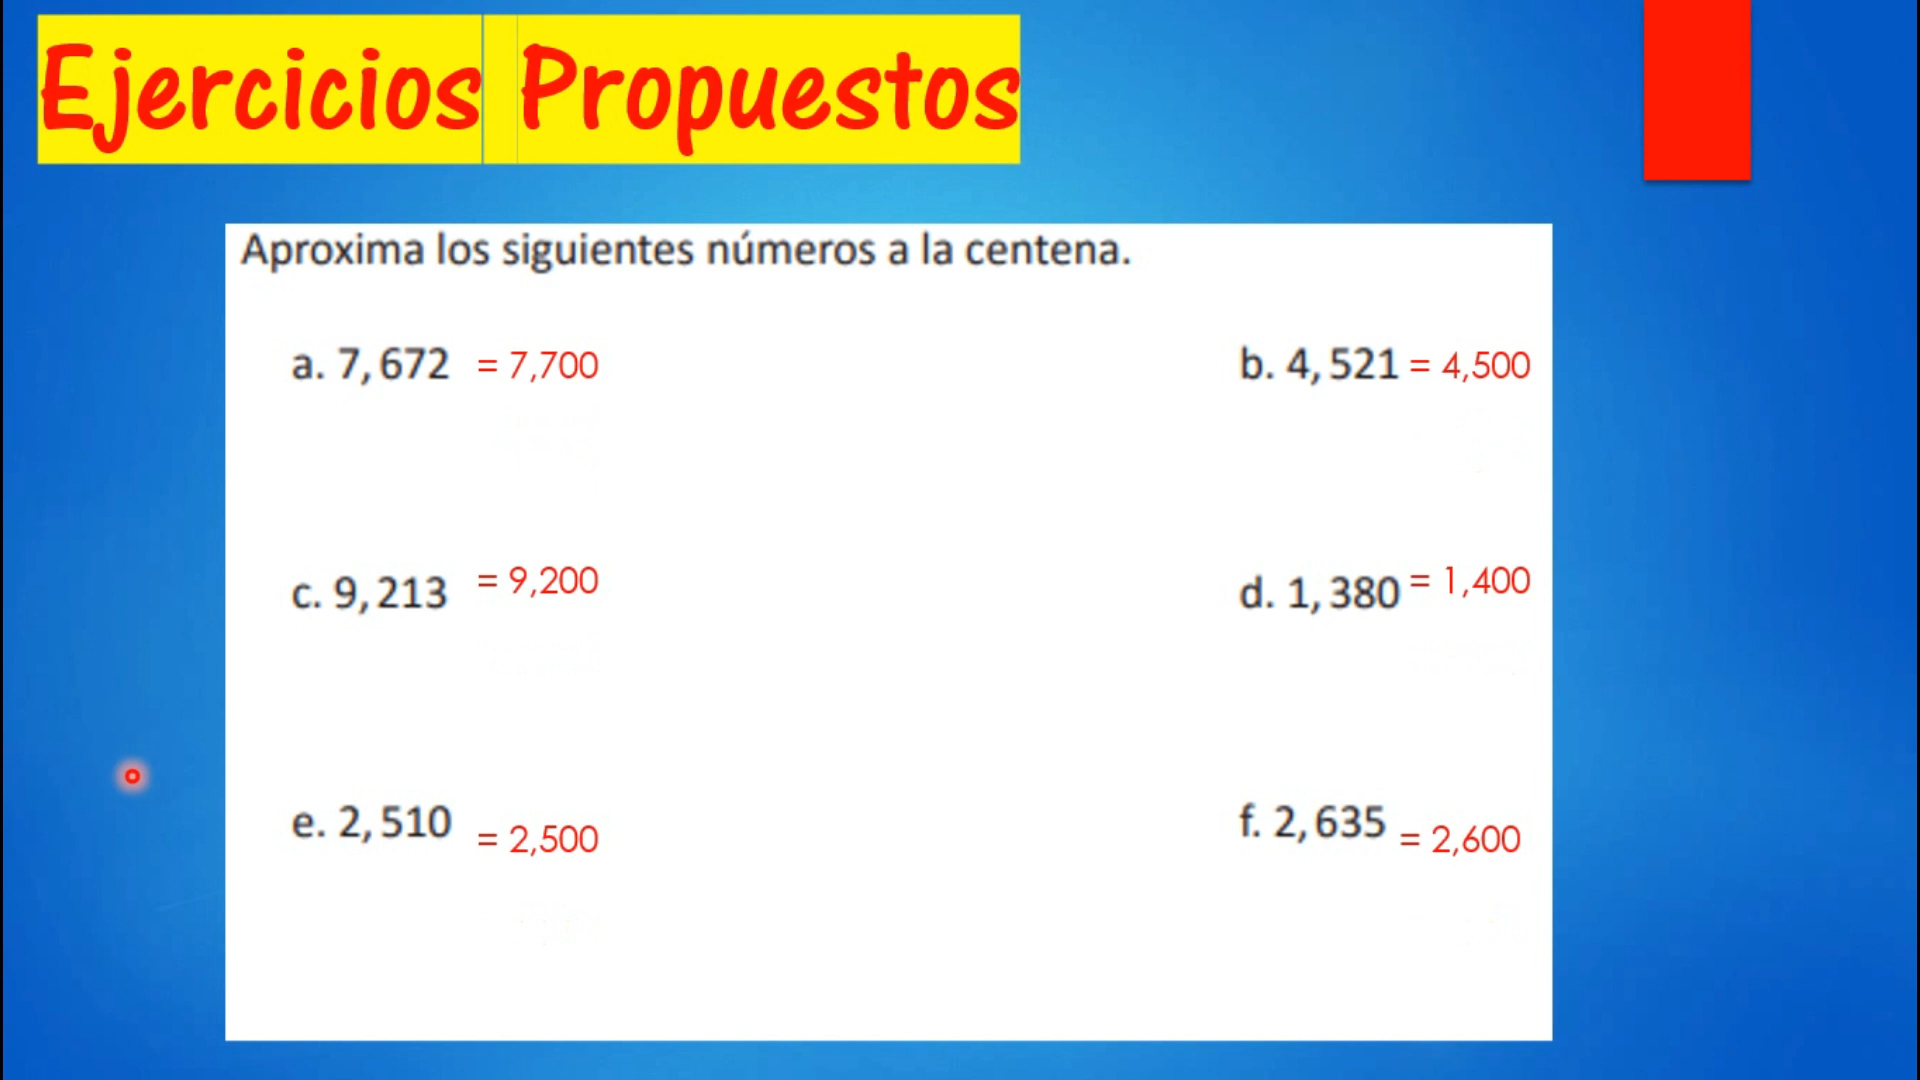 Ejercicios Propuestos
Aproxima los siguientes números a la centena.
a. 7, 672 = 7,700
b. 4, 521 = 4,500
c. 9, 213 = 9,200
d. 1, 380 = 1,400
e. 2, 510 = 2,500
f. 2, 635 = 2,600